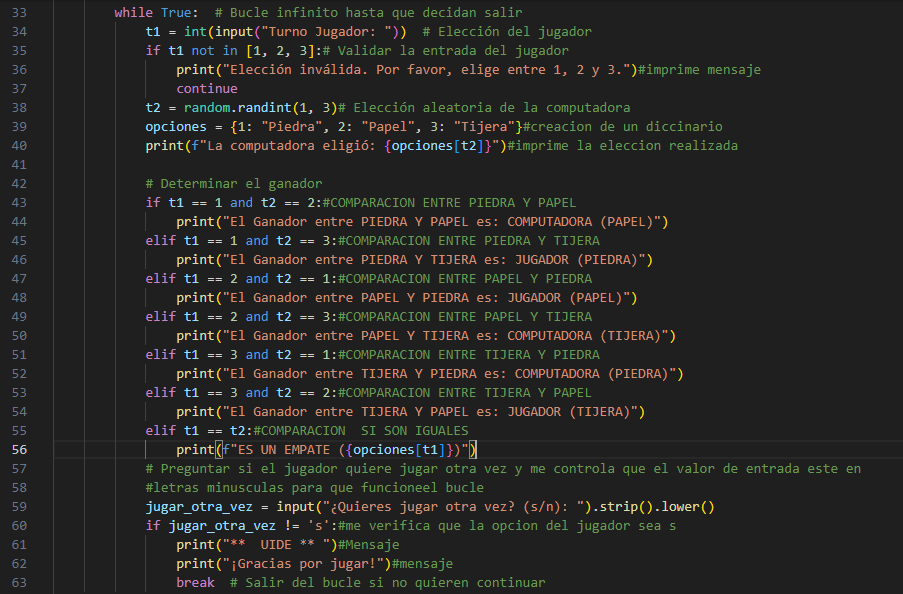 33 while True:  # Bucle infinito hasta que decidan salir
34 t1 = int(input("Turno Jugador: "))  # Elección del jugador
35 if t1 not in [1, 2, 3]:# Validar la entrada del jugador
36 print("Elección inválida. Por favor, elige entre 1, 2 y 3.")#imprime mensaje
37 continue
38 t2 = random.randint(1, 3)# Elección aleatoria de la computadora
39 opciones = {1: "Piedra", 2: "Papel", 3: "Tijera"}#creacion de un diccinario
40 print(f"La computadora eligió: {opciones[t2]}")#imprime la eleccion realizada
41
42 # Determinar el ganador
43 if t1 == 1 and t2 == 2:#COMPARACION ENTRE PIEDRA Y PAPEL
44 print("El Ganador entre PIEDRA Y PAPEL es: COMPUTADORA (PAPEL)")
45 elif t1 == 1 and t2 == 3:#COMPARACION ENTRE PIEDRA Y TIJERA
46 print("El Ganador entre PIEDRA Y TIJERA es: JUGADOR (PIEDRA)")
47 elif t1 == 2 and t2 == 1:#COMPARACION ENTRE PAPEL Y PIEDRA
48 print("El Ganador entre PAPEL Y PIEDRA es: JUGADOR (PAPEL)")
49 elif t1 == 2 and t2 == 3:#COMPARACION ENTRE PAPEL Y TIJERA
50 print("El Ganador entre PAPEL Y TIJERA es: COMPUTADORA (TIJERA)")
51 elif t1 == 3 and t2 == 1:#COMPARACION ENTRE TIJERA Y PIEDRA
52 print("El Ganador entre TIJERA Y PIEDRA es: COMPUTADORA (PIEDRA)")
53 elif t1 == 3 and t2 == 2:#COMPARACION ENTRE TIJERA Y PAPEL
54 print("El Ganador entre TIJERA Y PAPEL es: JUGADOR (TIJERA)")
55 elif t1 == t2:#COMPARACION  SI SON IGUALES
56 print(f"ES UN EMPATE ({opciones[t1]})")
57 # Preguntar si el jugador quiere jugar otra vez y me controla que el valor de entrada este en
58 #letras minusculas para que funcioneel bucle
59 jugar_otra_vez = input("¿Quieres jugar otra vez? (s/n): ").strip().lower()
60 if jugar_otra_vez != 's':#me verifica que la opcion del jugador sea s
61 print("**  UIDE ** ")#Mensaje
62 print("¡Gracias por jugar!")#mensaje
63 break  # Salir del bucle si no quieren continuar